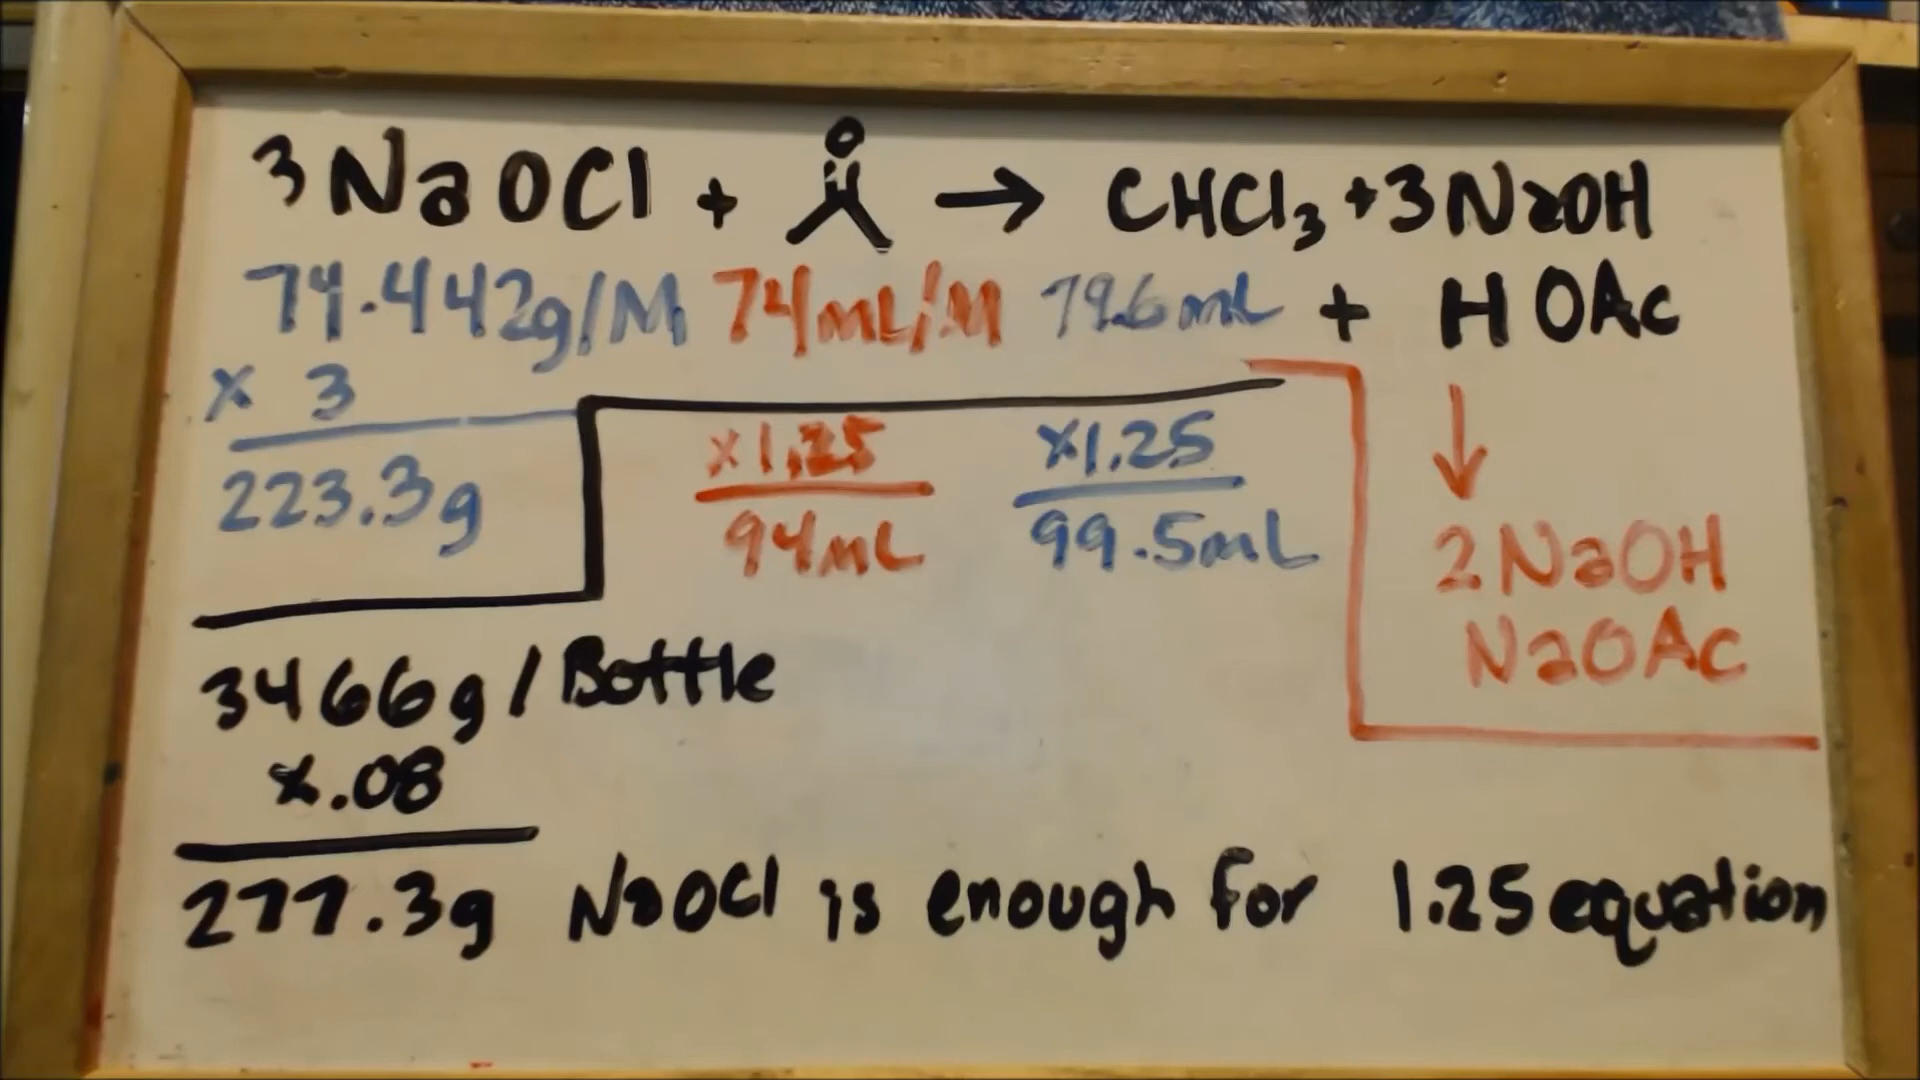 3NaOCl + O → CHCl₃ + 3NaOH
74.442g/M 74mL/M 79.6mL + HOAc
x 3
223.3g
x1.25
94mL
x1.25
99.5mL
↓
2NaOH
NaOAc
3466g/Bottle
x.08
277.3g NaOCl is enough for 1.25 equation